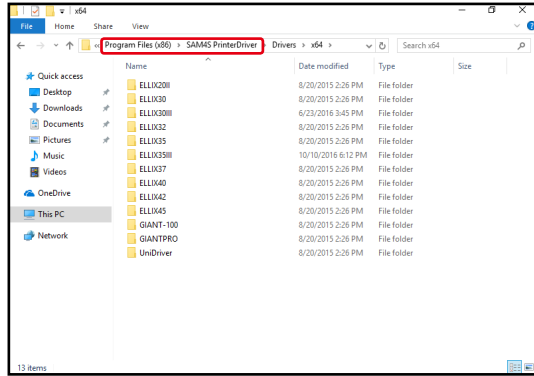 x64
File Home Share View
« Program Files (x86) > SAM4S PrinterDriver > Drivers > x64 > Search x64
Name Date modified Type Size
Quick access
Desktop
Downloads
Documents
Pictures
Music
Videos
OneDrive
This PC
Network
ELLIX20II 8/20/2015 2:26 PM File folder
ELLIX30 8/20/2015 2:26 PM File folder
ELLIX30III 6/23/2016 3:45 PM File folder
ELLIX32 8/20/2015 2:26 PM File folder
ELLIX35 8/20/2015 2:26 PM File folder
ELLIX35III 10/10/2016 6:12 PM File folder
ELLIX37 8/20/2015 2:26 PM File folder
ELLIX40 8/20/2015 2:26 PM File folder
ELLIX42 8/20/2015 2:26 PM File folder
ELLIX45 8/20/2015 2:26 PM File folder
GIANT-100 8/20/2015 2:26 PM File folder
GIANTPRO 8/20/2015 2:26 PM File folder
UniDriver 8/20/2015 2:26 PM File folder
13 items